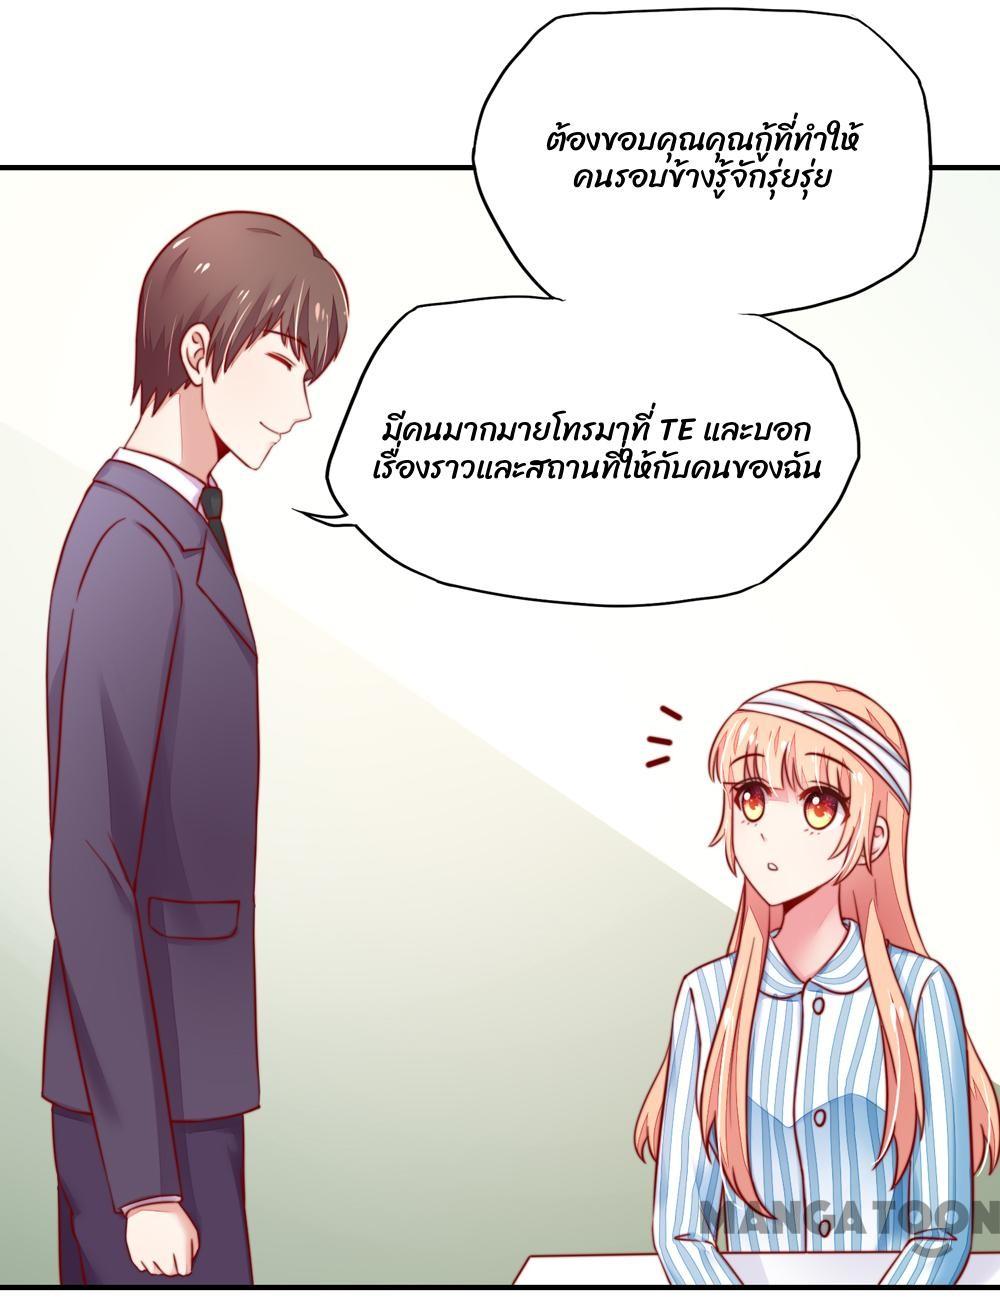 ต้องขอบคุณคุณกู้ที่ทำให้
คนรอบข้างรู้จักรุ่ยรุ่ย
มีคนมากมายโทรมาที่ TE และบอก
เรื่องราวและสถานที่ให้กับคนของฉัน
MANGATOON